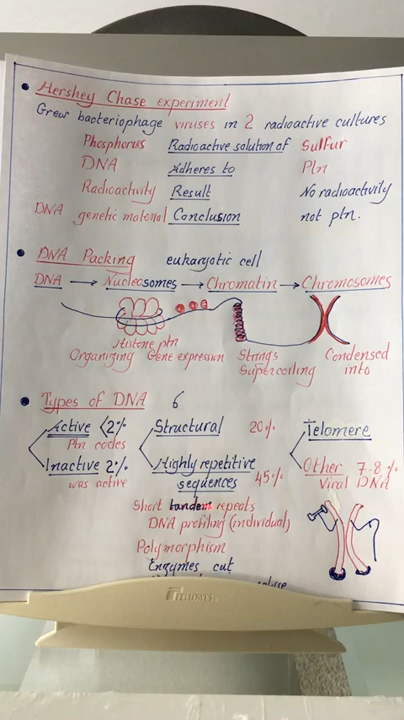 Hershey Chase experiment
Grew bacteriophage viruses in 2 radioactive cultures
Phosphorus Radioactive solution of Sulfur
DNA Adheres to Ptn
Radioactivity Result No radioactivity
DNA genetic material Conclusion not ptn.
DNA Packing eukaryotic cell
DNA → Nucleosomes → Chromatin → Chromosomes
Histone ptn Strings Condensed
Organizing Gene expression Supercoiling into
Types of DNA 6
Active <2% Structural 20% Telomere
Ptn codes
Inactive 2% Highly repetitive Other 7-8%
was active sequences 45% Viral DNA
Short tandem repeats
DNA profiling (individual)
Polymorphism
Enzymes cut
Fellowes